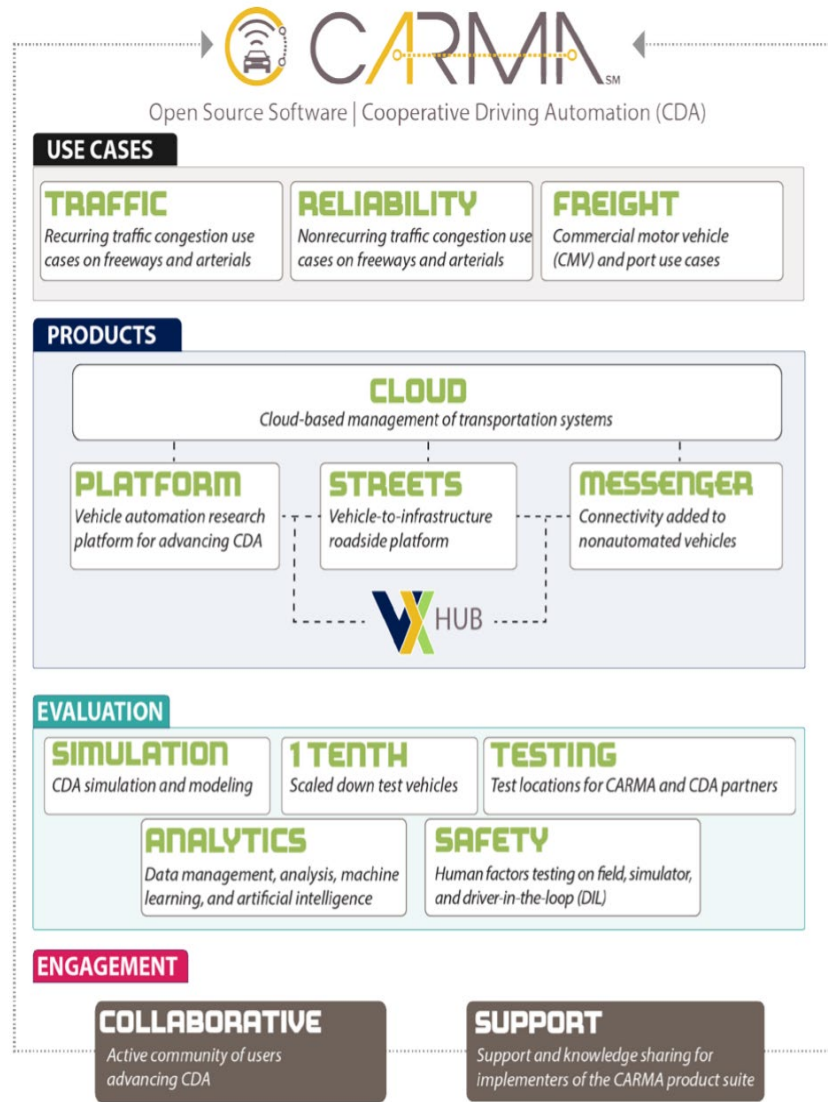 CARMA SM
Open Source Software | Cooperative Driving Automation (CDA)
USE CASES
TRAFFIC
Recurring traffic congestion use
cases on freeways and arterials
RELIABILITY
Nonrecurring traffic congestion use
cases on freeways and arterials
FREIGHT
Commercial motor vehicle
(CMV) and port use cases
PRODUCTS
CLOUD
Cloud-based management of transportation systems
PLATFORM
Vehicle automation research
platform for advancing CDA
STREETS
Vehicle-to-infrastructure
roadside platform
MESSENGER
Connectivity added to
nonautomated vehicles
VX HUB
EVALUATION
SIMULATION
CDA simulation and modeling
1 TENTH
Scaled down test vehicles
TESTING
Test locations for CARMA and CDA partners
ANALYTICS
Data management, analysis, machine
learning, and artificial intelligence
SAFETY
Human factors testing on field, simulator,
and driver-in-the-loop (DIL)
ENGAGEMENT
COLLABORATIVE
Active community of users
advancing CDA
SUPPORT
Support and knowledge sharing for
implementers of the CARMA product suite